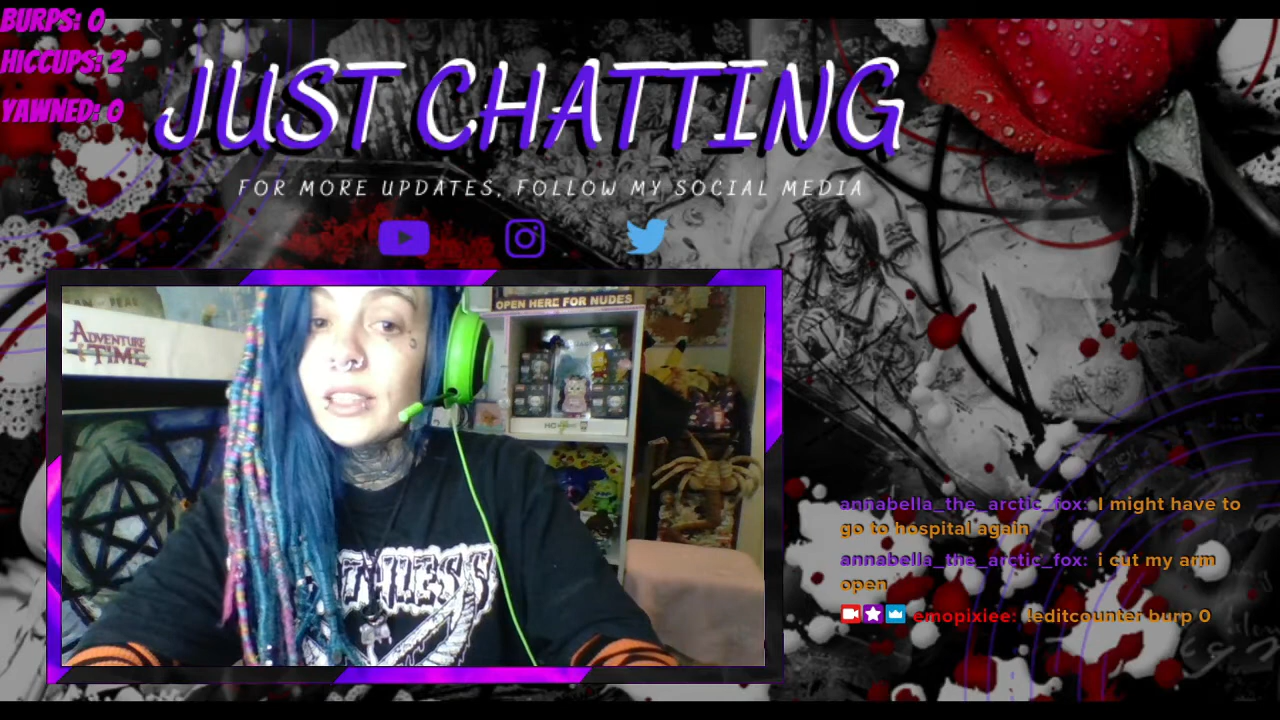 BURPS: 0
HICCUPS: 2
YAWNED: 0
JUST CHATTING
FOR MORE UPDATES, FOLLOW MY SOCIAL MEDIA
OPEN HERE FOR NUDES
ADVENTURE
TIME
annabella_the_arctic_fox: I might have to
go to hospital again
annabella_the_arctic_fox: i cut my arm
open
emopixiee: !editcounter burp 0